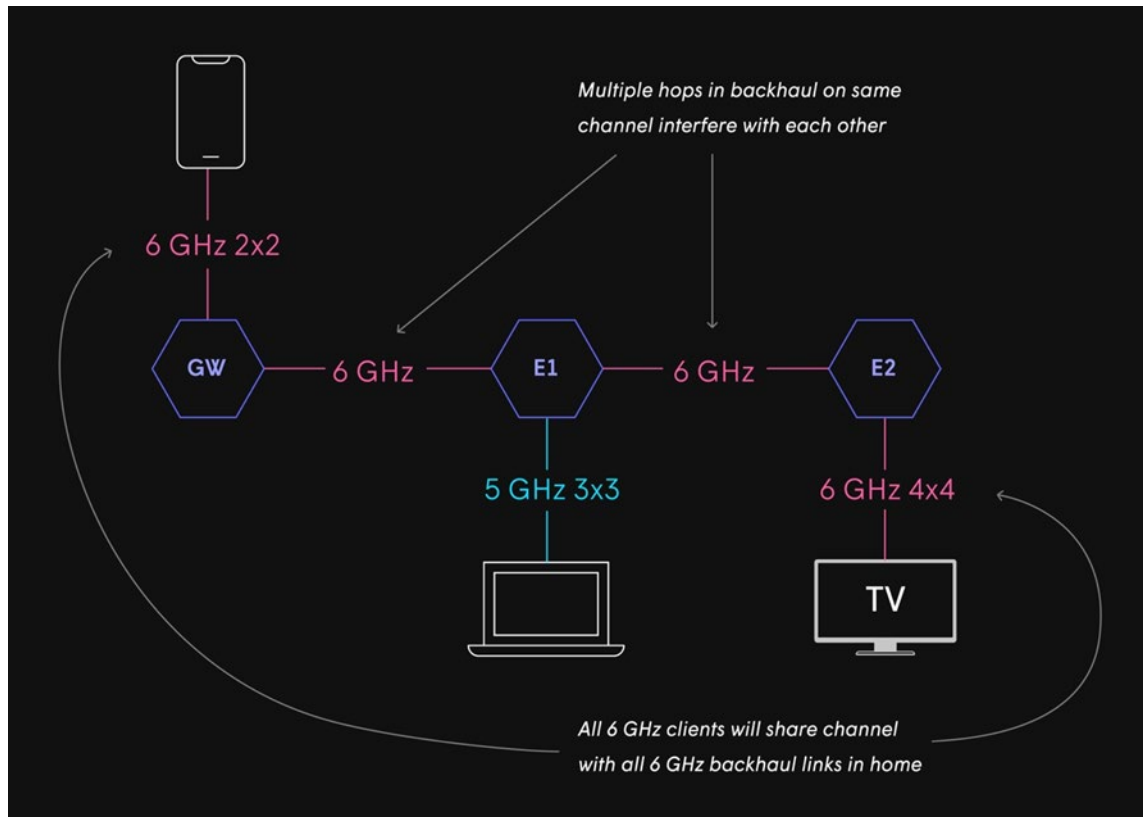 Multiple hops in backhaul on same
channel interfere with each other
6 GHz 2x2
GW
6 GHz
E1
6 GHz
E2
5 GHz 3x3
6 GHz 4x4
TV
All 6 GHz clients will share channel
with all 6 GHz backhaul links in home